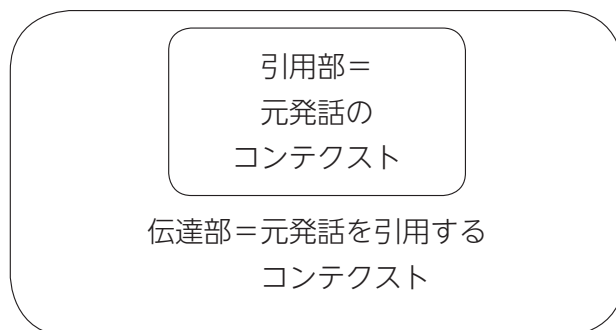 引用部＝
元発話の
コンテクスト
伝達部＝元発話を引用する
コンテクスト